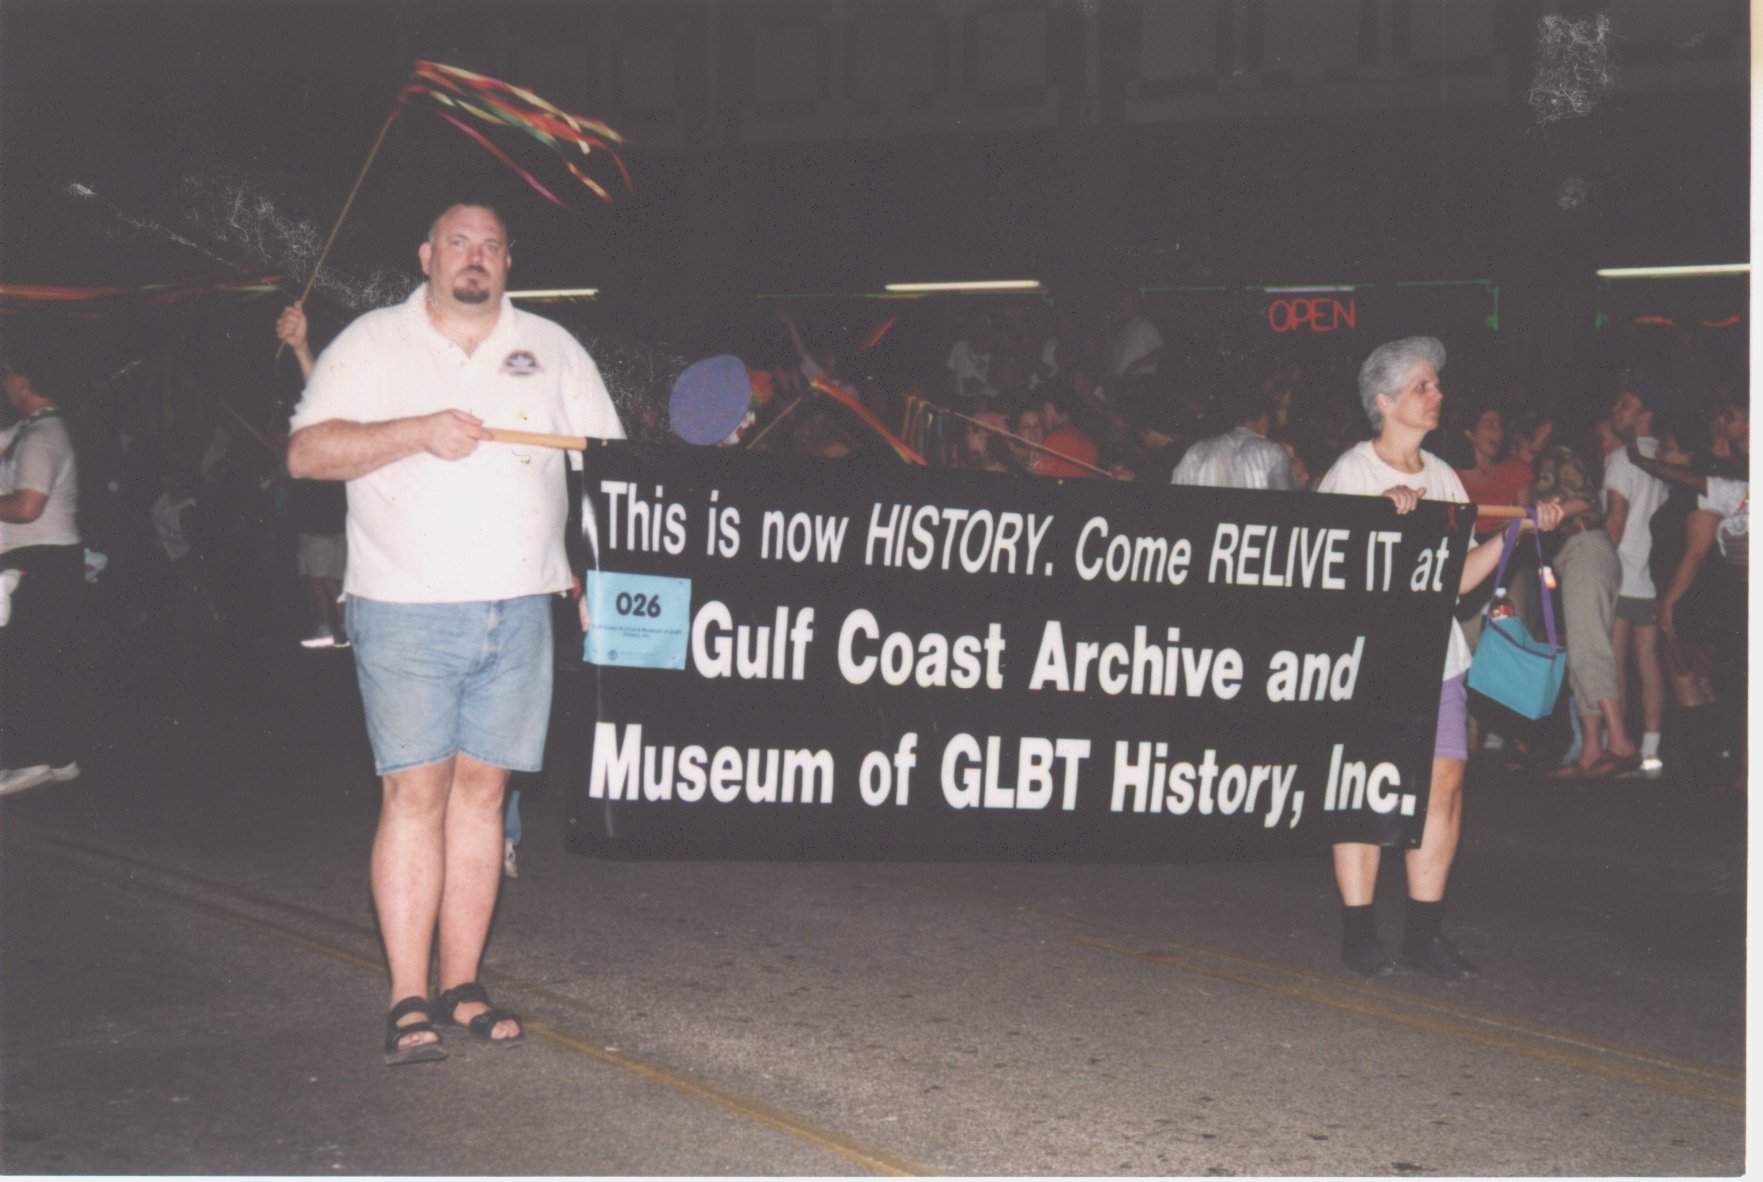 OPEN
This is now HISTORY. Come RELIVE IT at
026
Gulf Coast Archive and
Museum of GLBT History, Inc.